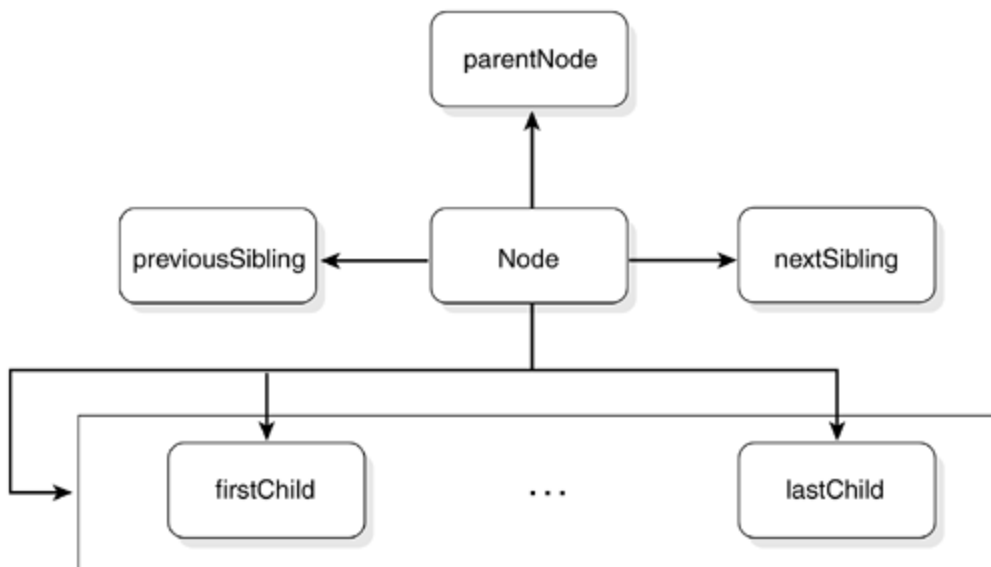 parentNode
previousSibling
Node
nextSibling
firstChild
...
lastChild